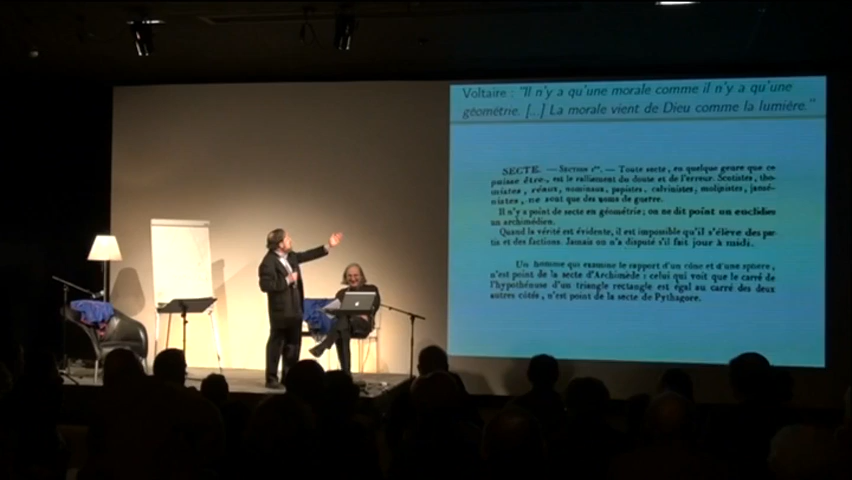 Voltaire : "Il n'y a qu'une morale comme il n'y a qu'une
géométrie. [...] La morale vient de Dieu comme la lumière."
SECTE. — Section Ire. — Toute secte, en quelque genre que ce
puisse être, est le ralliement du doute et de l'erreur. Scotistes, tho-
mistes, réaux, nominaux, papistes, calvinistes, molinistes, jansé-
nistes, ne sont que des noms de guerre.
Il n'y a point de secte en géométrie; on ne dit point un euclidien
un archimédien.
Quand la vérité est évidente, il est impossible qu'il s'élève des par
tis et des factions. Jamais on n'a disputé s'il fait jour à midi.
Un homme qui examine le rapport d'un cône et d'une sphère,
n'est point de la secte d'Archimède : celui qui voit que le carré de
l'hypothénuse d'un triangle rectangle est égal au carré des deux
autres côtés, n'est point de la secte de Pythagore.